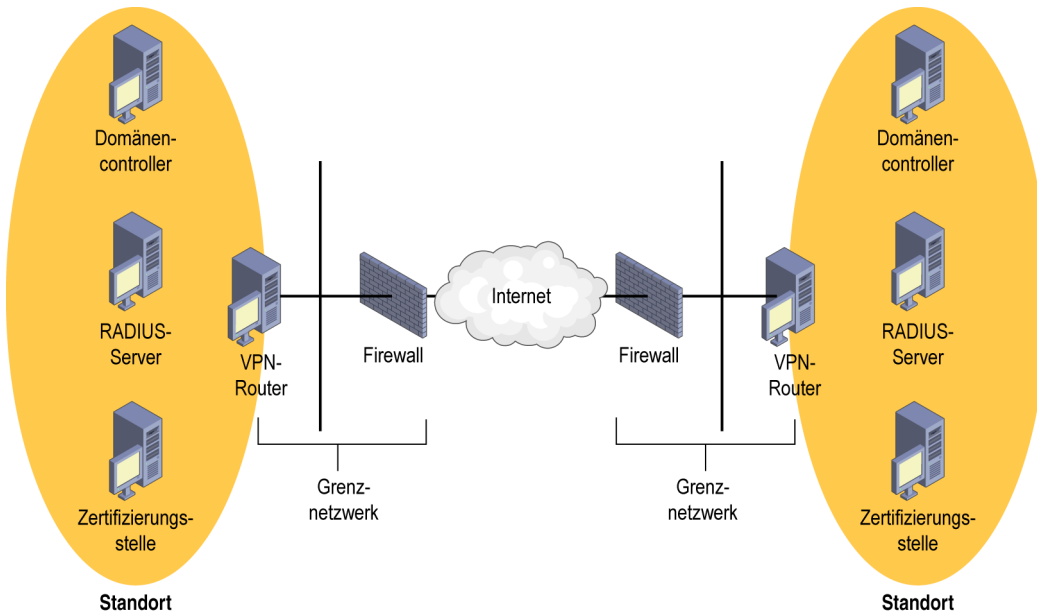 Domänen-
controller
RADIUS-
Server
Zertifizierungs-
stelle
Standort
VPN-
Router
Firewall
Grenz-
netzwerk
Internet
Firewall
VPN-
Router
Grenz-
netzwerk
Domänen-
controller
RADIUS-
Server
Zertifizierungs-
stelle
Standort